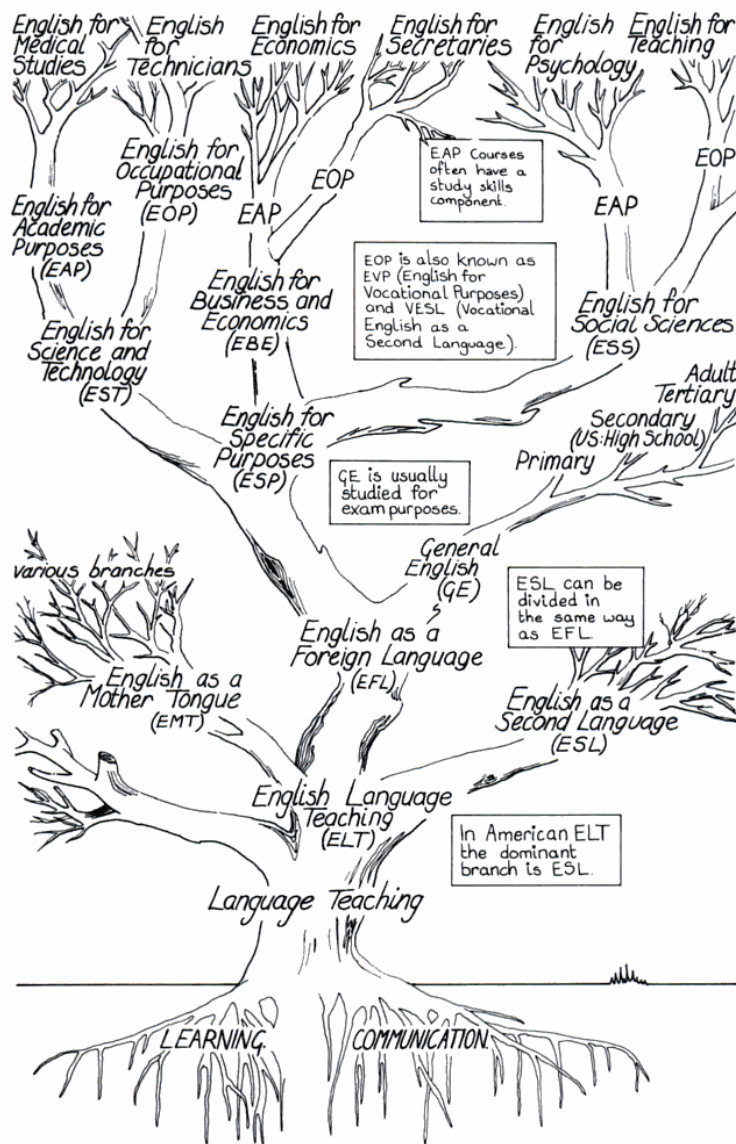 English for
Medical
Studies
English
for
Technicians
English for
Economics
English for
Secretaries
English
for
Psychology
English for
Teaching
English for
Occupational
Purposes
(EOP)
EOP
EAP Courses
often have a
study skills
component.
EOP
English for
Academic
Purposes
(EAP)
EAP
EAP
English for
Business and
Economics
(EBE)
EOP is also known as
EVP (English for
Vocational Purposes)
and VESL (Vocational
English as a
Second Language).
English for
Social Sciences
(ESS)
English for
Science and
Technology
(EST)
English for
Specific
Purposes
(ESP)
Adult
Tertiary
Secondary
(US: High School)
Primary
GE is usually
studied for
exam purposes.
General
English
(GE)
various branches
ESL can be
divided in
the same way
as EFL.
English as a
Foreign Language
(EFL)
English as a
Mother Tongue
(EMT)
English as a
Second Language
(ESL)
English Language
Teaching
(ELT)
In American ELT
the dominant
branch is ESL.
Language Teaching
LEARNING.
COMMUNICATION.